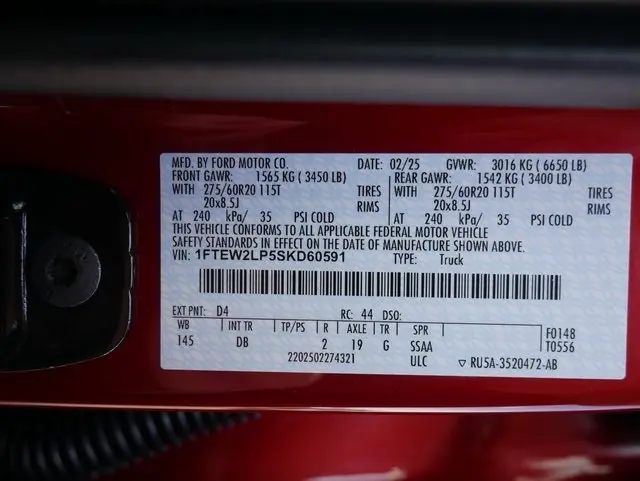 MFD. BY FORD MOTOR CO. DATE: 02/25 GVWR: 3016 KG ( 6650 LB)
FRONT GAWR: 1565 KG ( 3450 LB) REAR GAWR: 1542 KG ( 3400 LB)
WITH 275/60R20 115T TIRES WITH 275/60R20 115T TIRES
20x8.5J RIMS 20x8.5J RIMS
AT 240 kPa/ 35 PSI COLD AT 240 kPa/ 35 PSI COLD
THIS VEHICLE CONFORMS TO ALL APPLICABLE FEDERAL MOTOR VEHICLE
SAFETY STANDARDS IN EFFECT ON THE DATE OF MANUFACTURE SHOWN ABOVE.
VIN: 1FTEW2LP5SKD60591 TYPE: Truck
EXT PNT: D4 RC: 44 DSO:
WB INT TR TP/PS R AXLE TR SPR F0148
145 DB 2 19 G SSAA T0556
2202502274321 ULC ▽ RU5A-3520472-AB